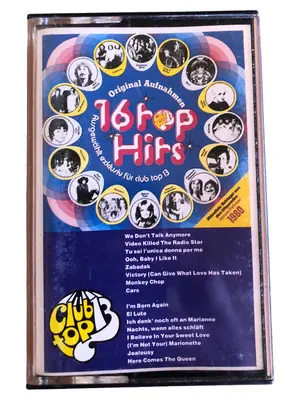 Original Aufnahmen
16 top
Hits
Ausgewählt exklusiv für club top 13
1980
We Don't Talk Anymore
Video Killed The Radio Star
Tu sei l'unica donna per me
Ooh, Baby I Like It
Zabadak
Victory (Can Give What Love Has Taken)
Monkey Chop
Cars
I'm Born Again
El Lute
Ich denk' noch oft an Marianne
Nachts, wenn alles schläft
I Believe In Your Sweet Love
(I'm Not Your) Marionette
Jealousy
Here Comes The Queen
Club
top 13